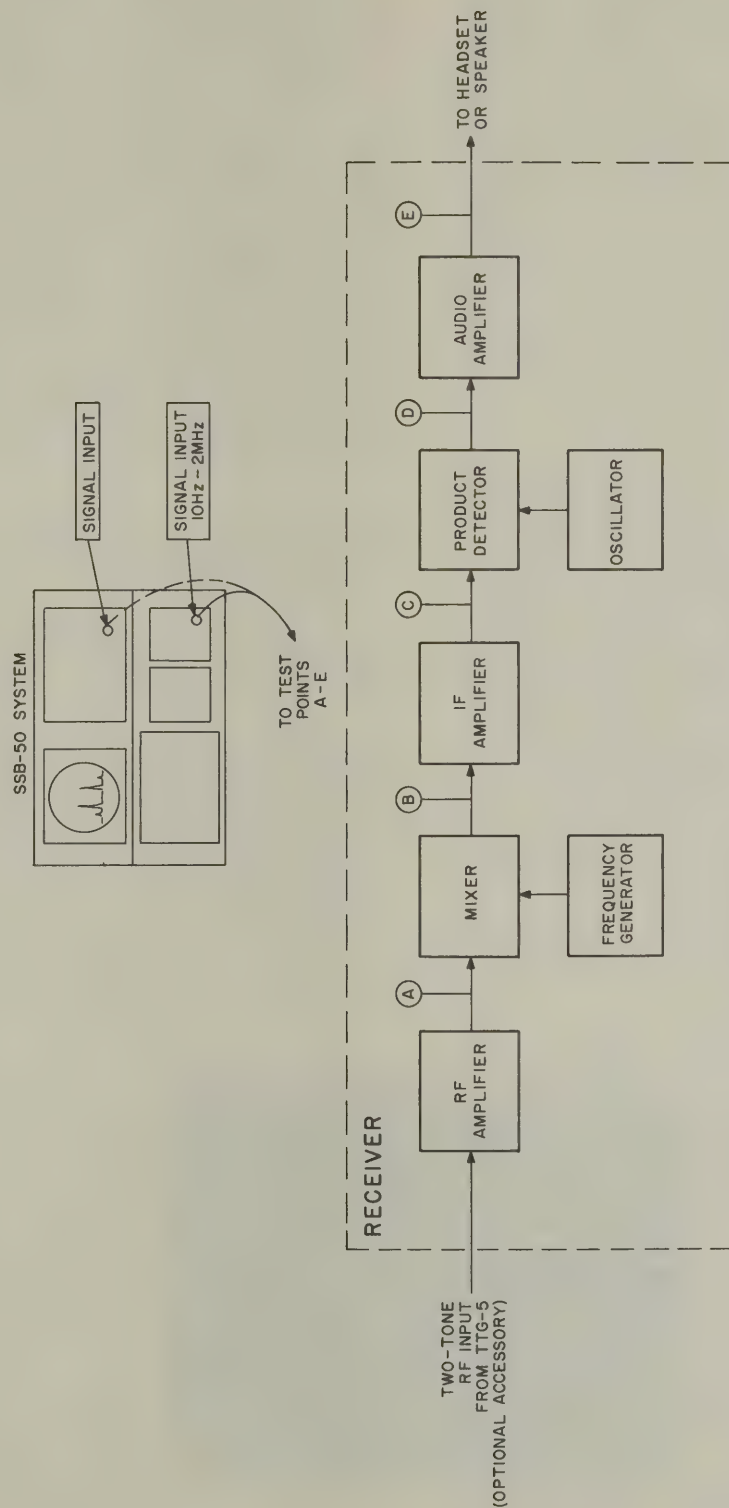 SSB-50 SYSTEM
SIGNAL INPUT
SIGNAL INPUT
10Hz - 2MHz
TO TEST
POINTS
A - E
RECEIVER
TWO-TONE
RF INPUT
FROM TTG-5
(OPTIONAL ACCESSORY)
RF
AMPLIFIER
A
MIXER
FREQUENCY
GENERATOR
B
IF
AMPLIFIER
C
PRODUCT
DETECTOR
OSCILLATOR
D
AUDIO
AMPLIFIER
E
TO HEADSET
OR SPEAKER